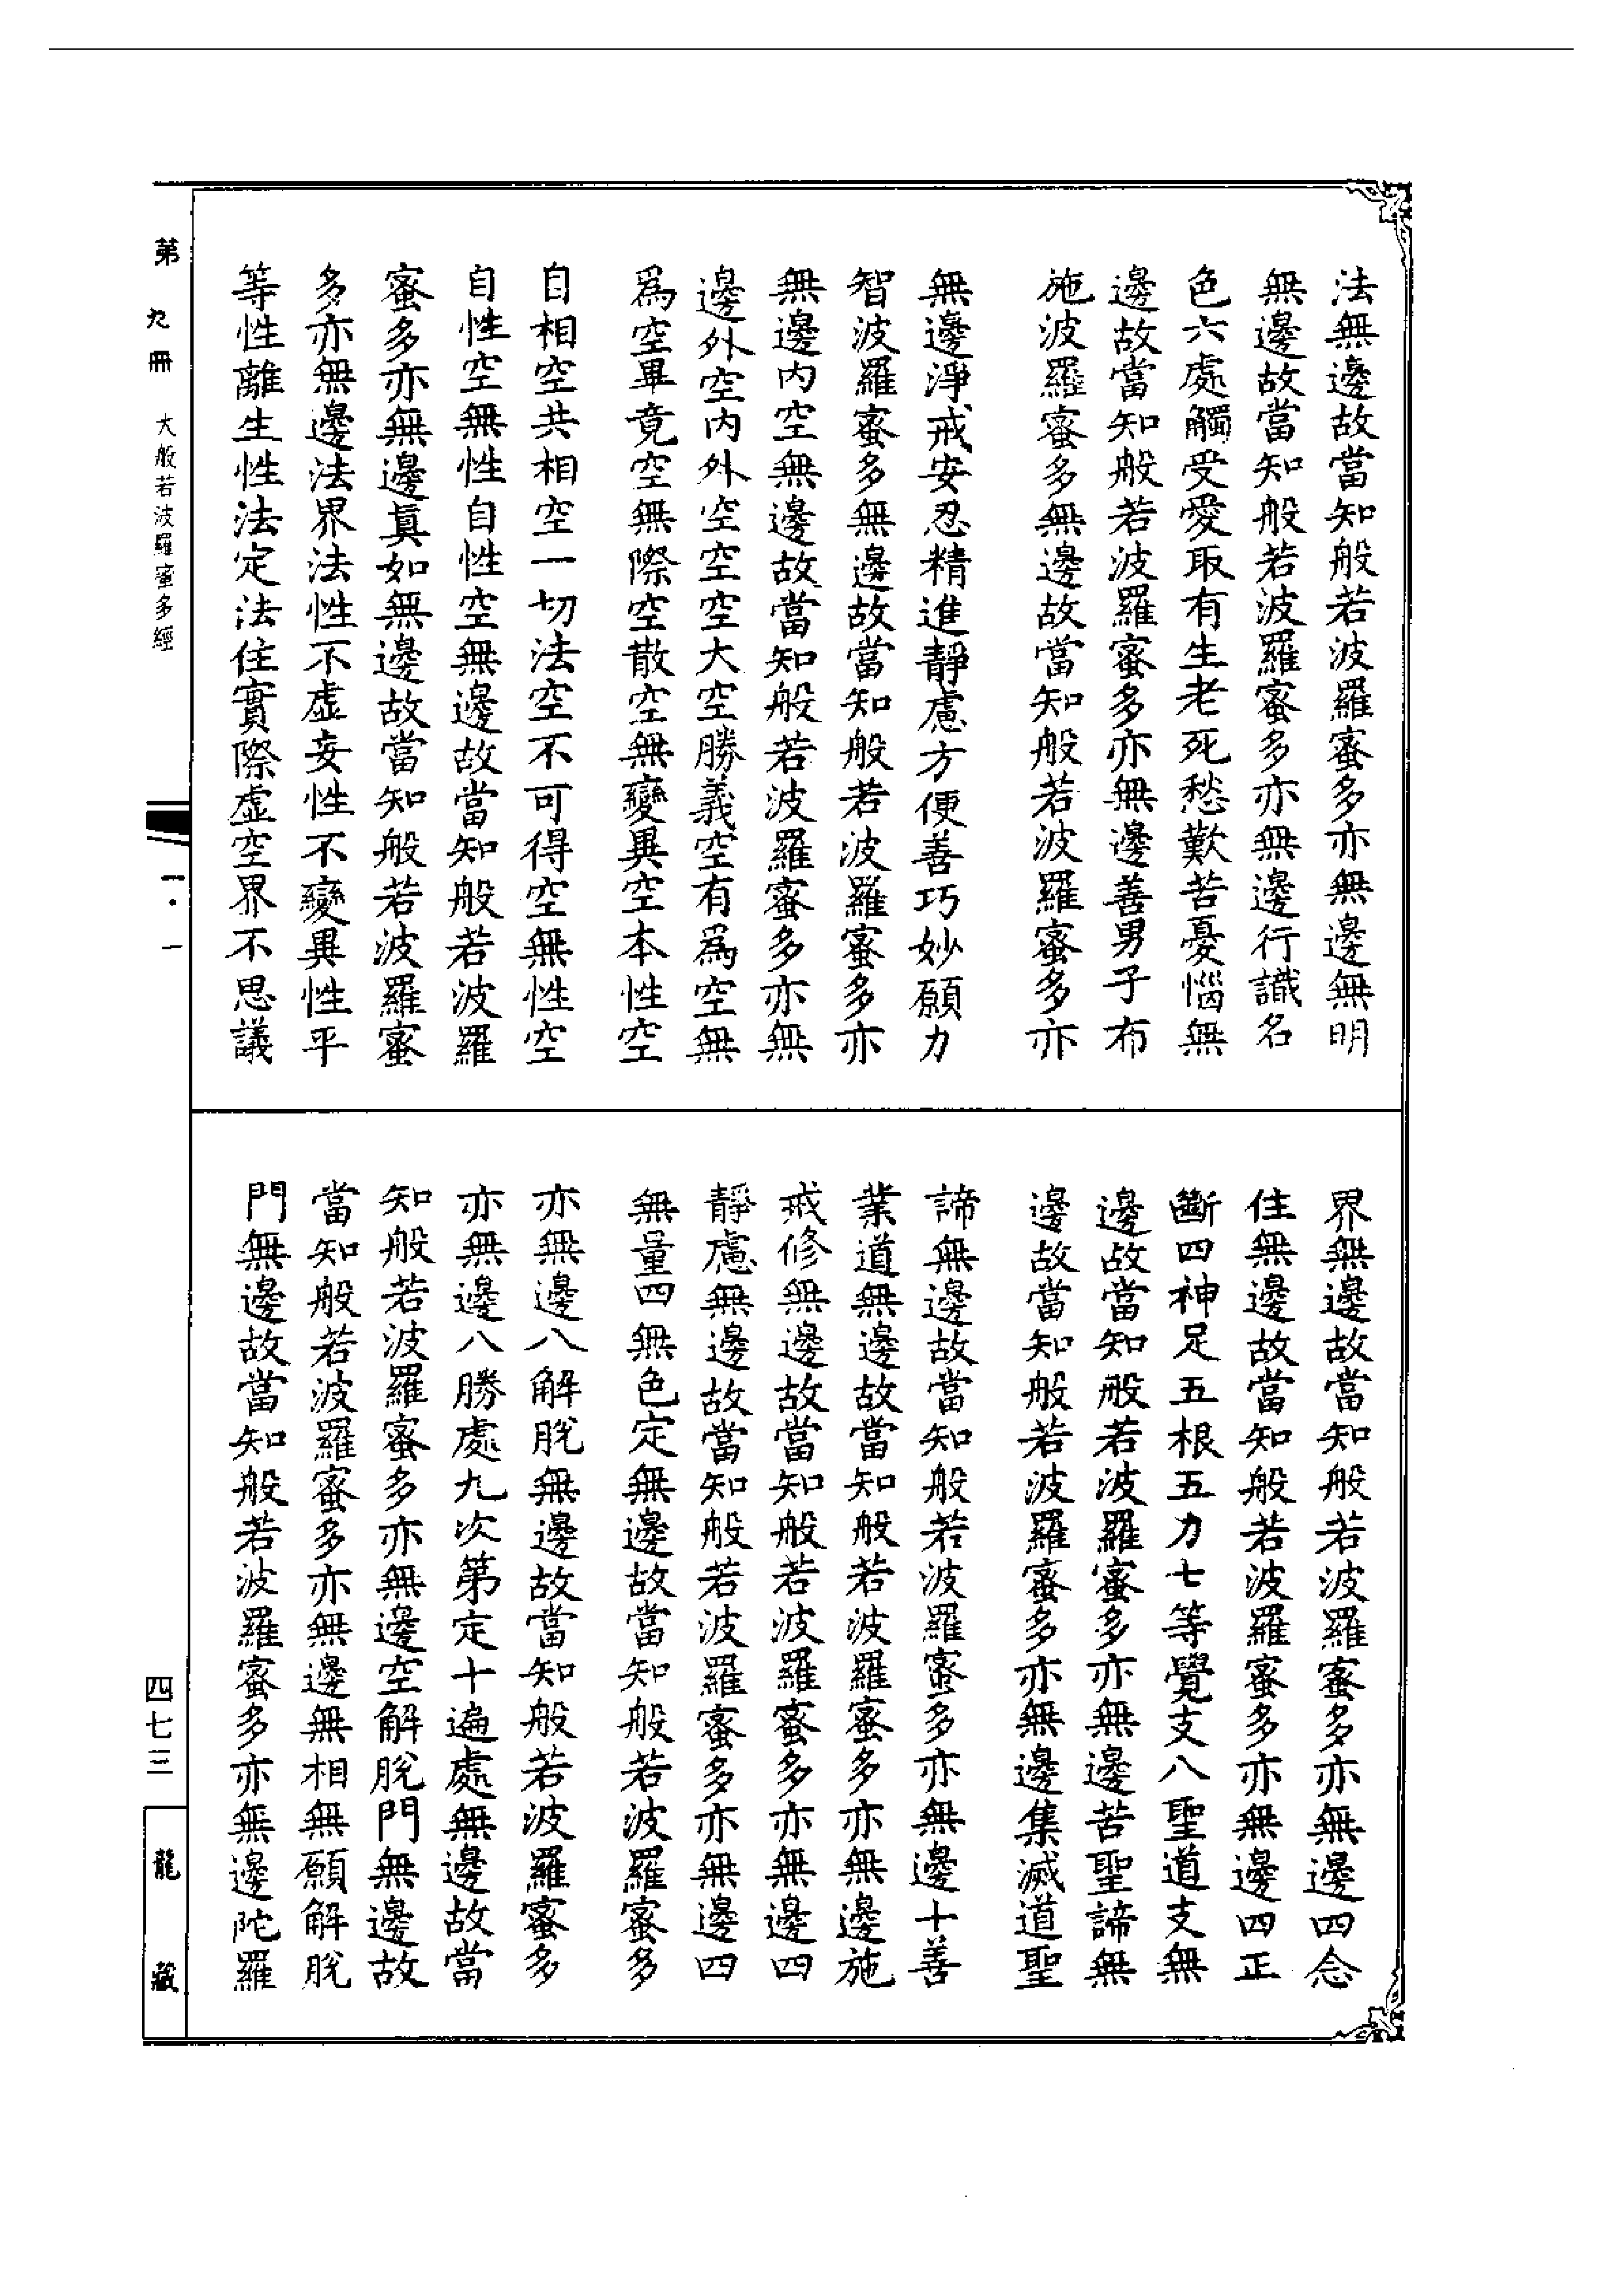 法無邊故當知般若波羅蜜多亦無邊無明
無邊故當知般若波羅蜜多亦無邊行識名
色六處觸受愛取有生老死愁歎苦憂惱無
邊故當知般若波羅蜜多亦無邊善男子布
施波羅蜜多無邊故當知般若波羅蜜多亦
無邊淨戒安忍精進靜慮方便善巧妙願力
智波羅蜜多無邊故當知般若波羅蜜多亦
無邊內空無邊故當知般若波羅蜜多亦無
邊外空內外空空空大空勝義空有為空無
為空畢竟空無際空散空無變異空本性空
自相空共相空一切法空不可得空無性空
自性空無性自性空無邊故當知般若波羅
蜜多亦無邊真如無邊故當知般若波羅蜜
多亦無邊法界法性不虛妄性不變異性平
等性離生性法定法住實際虛空界不思議
界無邊故當知般若波羅蜜多亦無邊四念
住無邊故當知般若波羅蜜多亦無邊四正
斷四神足五根五力七等覺支八聖道支無
邊故當知般若波羅蜜多亦無邊苦聖諦無
邊故當知般若波羅蜜多亦無邊集滅道聖
諦無邊故當知般若波羅蜜多亦無邊十善
業道無邊故當知般若波羅蜜多亦無邊施
戒修無邊故當知般若波羅蜜多亦無邊四
靜慮無邊故當知般若波羅蜜多亦無邊四
無量四無色定無邊故當知般若波羅蜜多
亦無邊八解脫無邊故當知般若波羅蜜多
亦無邊八勝處九次第定十遍處無邊故當
知般若波羅蜜多亦無邊空解脫門無邊故
當知般若波羅蜜多亦無邊無相無願解脫
門無邊故當知般若波羅蜜多亦無邊陀羅
第九冊 大般若波羅蜜多經
一·一
四七三
龍藏